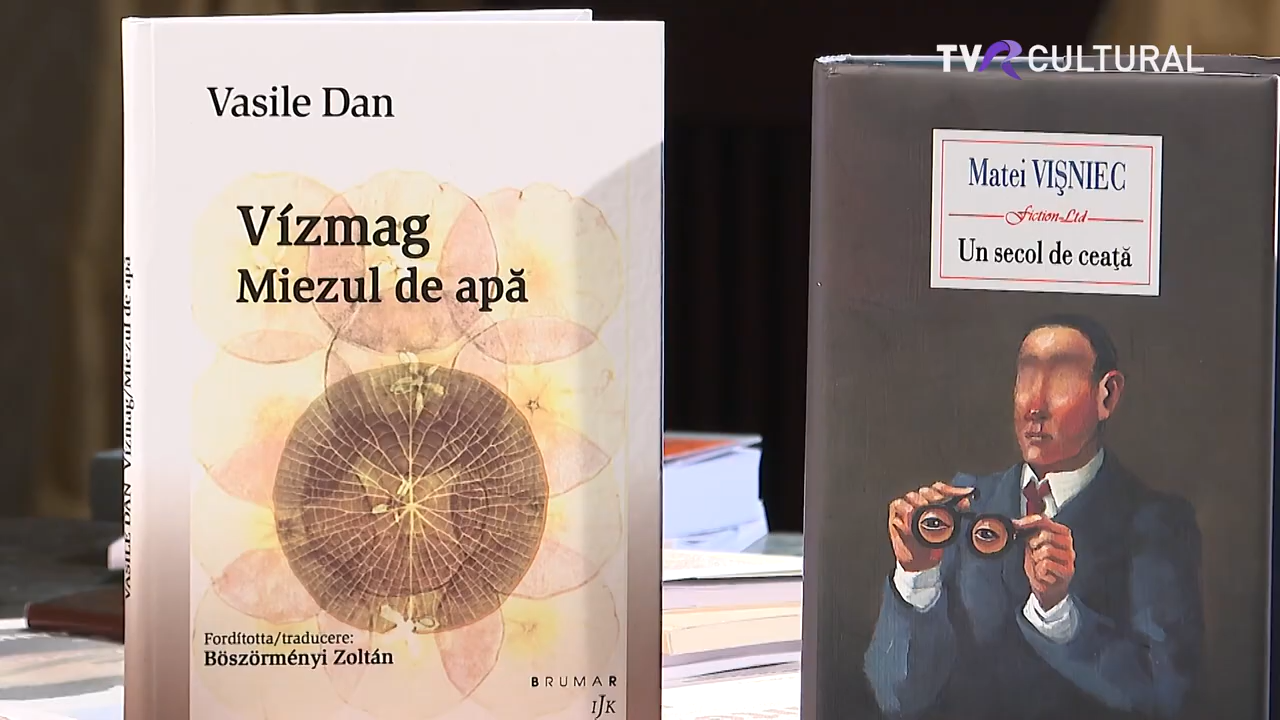 TVR CULTURAL
Vasile Dan
Vízmag
Miezul de apă
VASILE DAN Vízmag/Miezul de apă
Fordította/traducere:
Böszörményi Zoltán
BRUMAR
IJK
Matei VIŞNIEC
Fiction Ltd
Un secol de ceaţă